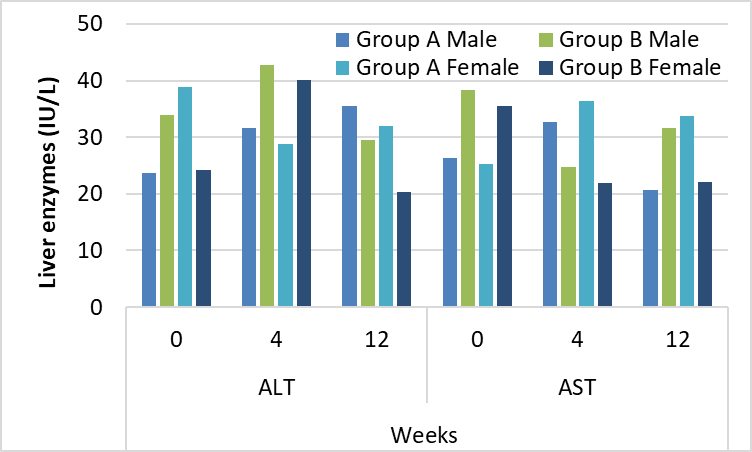 50
40
30
20
10
0
Liver enzymes (IU/L)
Group A Male Group B Male
Group A Female Group B Female
0 4 12 0 4 12
ALT AST
Weeks